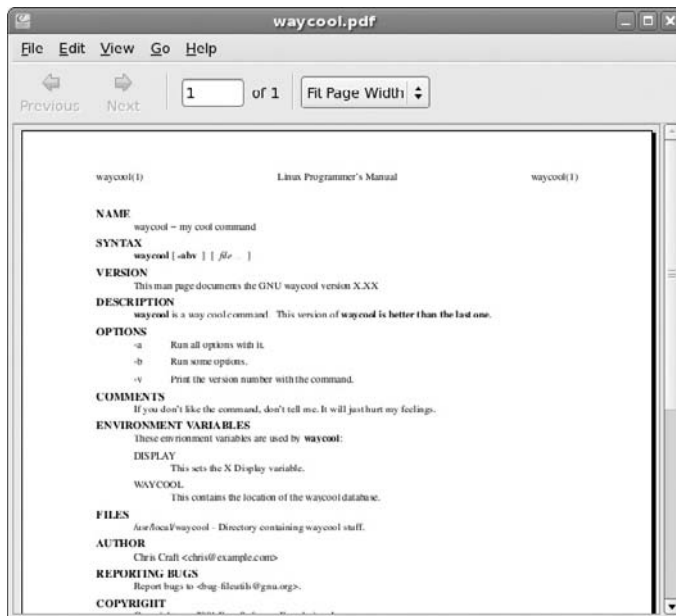 waycool.pdf
File Edit View Go Help
Previous Next 1 of 1 Fit Page Width
waycool(1) Linux Programmer's Manual waycool(1)
NAME
waycool – my cool command
SYNTAX
waycool [ -abv ] [ file ... ]
VERSION
This man page documents the GNU waycool version X.XX
DESCRIPTION
waycool is a way cool command. This version of waycool is better than the last one.
OPTIONS
-a Run all options with it.
-b Run some options.
-v Print the version number with the command.
COMMENTS
If you don't like the command, don't tell me. It will just hurt my feelings.
ENVIRONMENT VARIABLES
These environment variables are used by waycool:
DISPLAY
This sets the X Display variable.
WAYCOOL
This contains the location of the waycool database.
FILES
/usr/local/waycool – Directory containing waycool stuff.
AUTHOR
Chris Craft <chris@example.com>
REPORTING BUGS
Report bugs to <bug-fileutils@gnu.org>.
COPYRIGHT